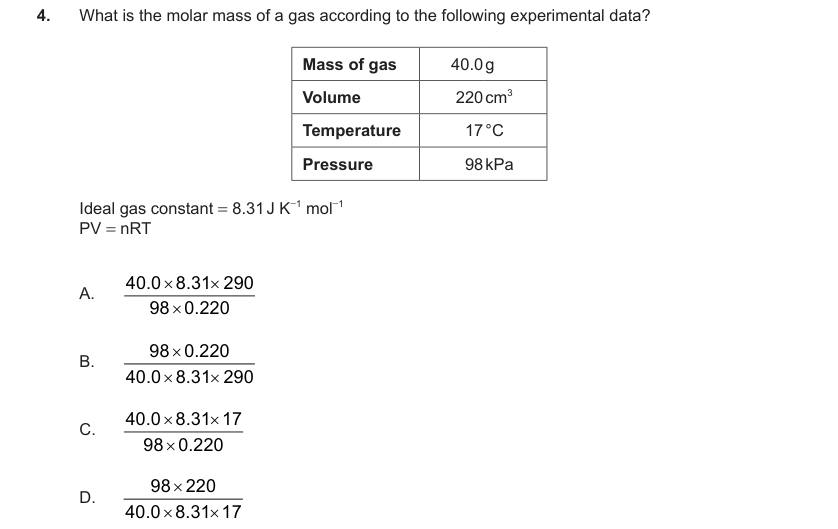 4. What is the molar mass of a gas according to the following experimental data?
Mass of gas 40.0 g
Volume 220 cm³
Temperature 17 °C
Pressure 98 kPa
Ideal gas constant = 8.31 J K⁻¹ mol⁻¹
PV = nRT
A. 40.0 × 8.31 × 290
98 × 0.220
B. 98 × 0.220
40.0 × 8.31 × 290
C. 40.0 × 8.31 × 17
98 × 0.220
D. 98 × 220
40.0 × 8.31 × 17